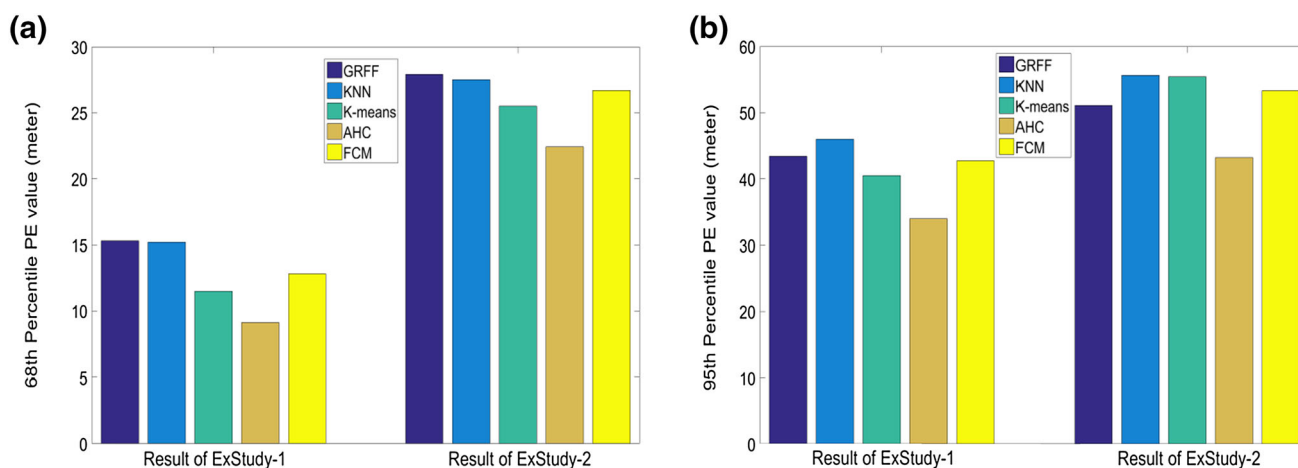 (a)
30
25
20
15
10
5
0
68th Percentile PE value (meter)
GRFF
KNN
K-means
AHC
FCM
Result of ExStudy-1
Result of ExStudy-2
(b)
60
50
40
30
20
10
0
95th Percentile PE value (meter)
GRFF
KNN
K-means
AHC
FCM
Result of ExStudy-1
Result of ExStudy-2